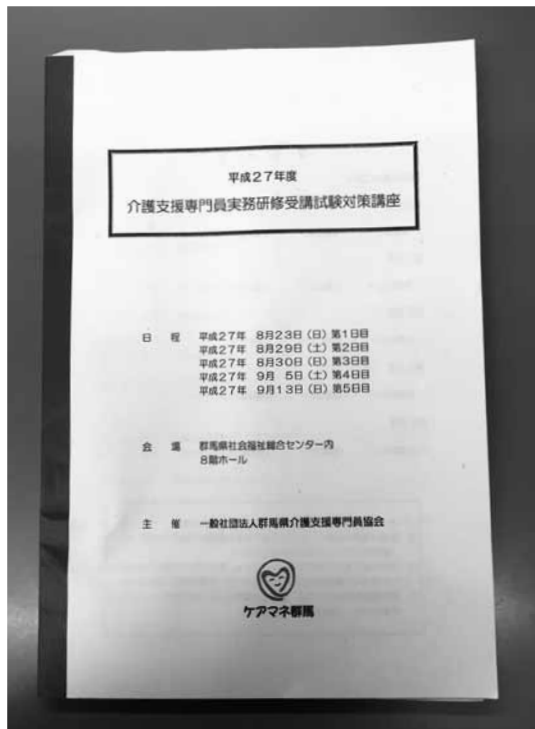 平成27年度
介護支援専門員実務研修受講試験対策講座
日 程 平成27年 8月23日(日)第1日目
平成27年 8月29日(土)第2日目
平成27年 8月30日(日)第3日目
平成27年 9月 5日(土)第4日目
平成27年 9月13日(日)第5日目
会 場 群馬県社会福祉総合センター内
8階ホール
主 催 一般社団法人群馬県介護支援専門員協会
ケアマネ群馬